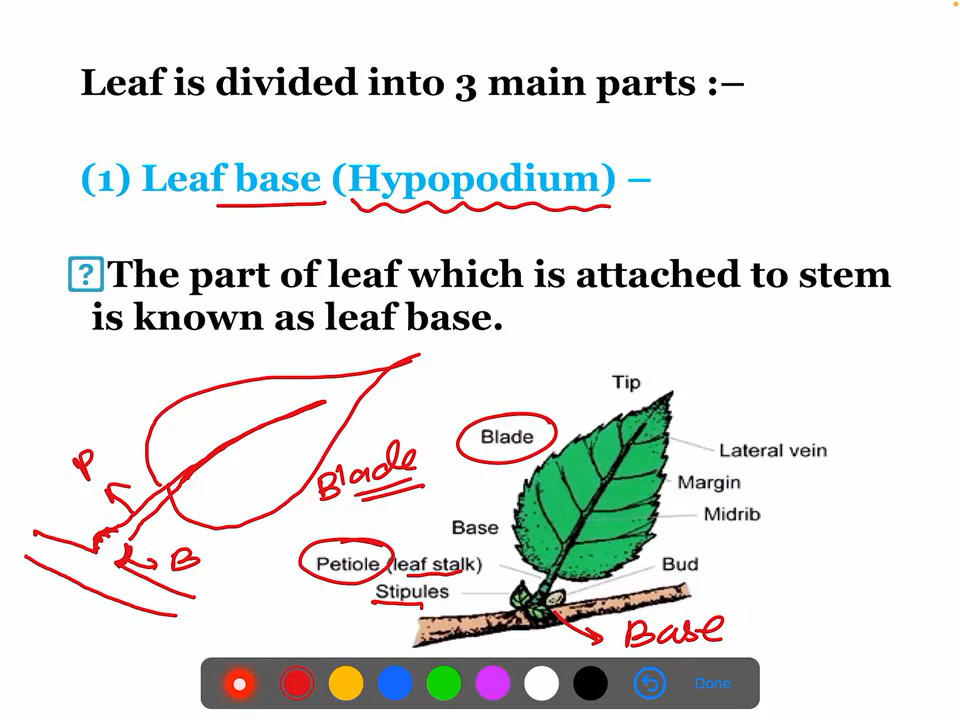 Leaf is divided into 3 main parts :–
(1) Leaf base (Hypopodium) –
?The part of leaf which is attached to stem
is known as leaf base.
Tip
Blade
Lateral vein
P
Blade
Margin
Midrib
Base
B
Petiole (leaf stalk)
Bud
Stipules
Base
Done